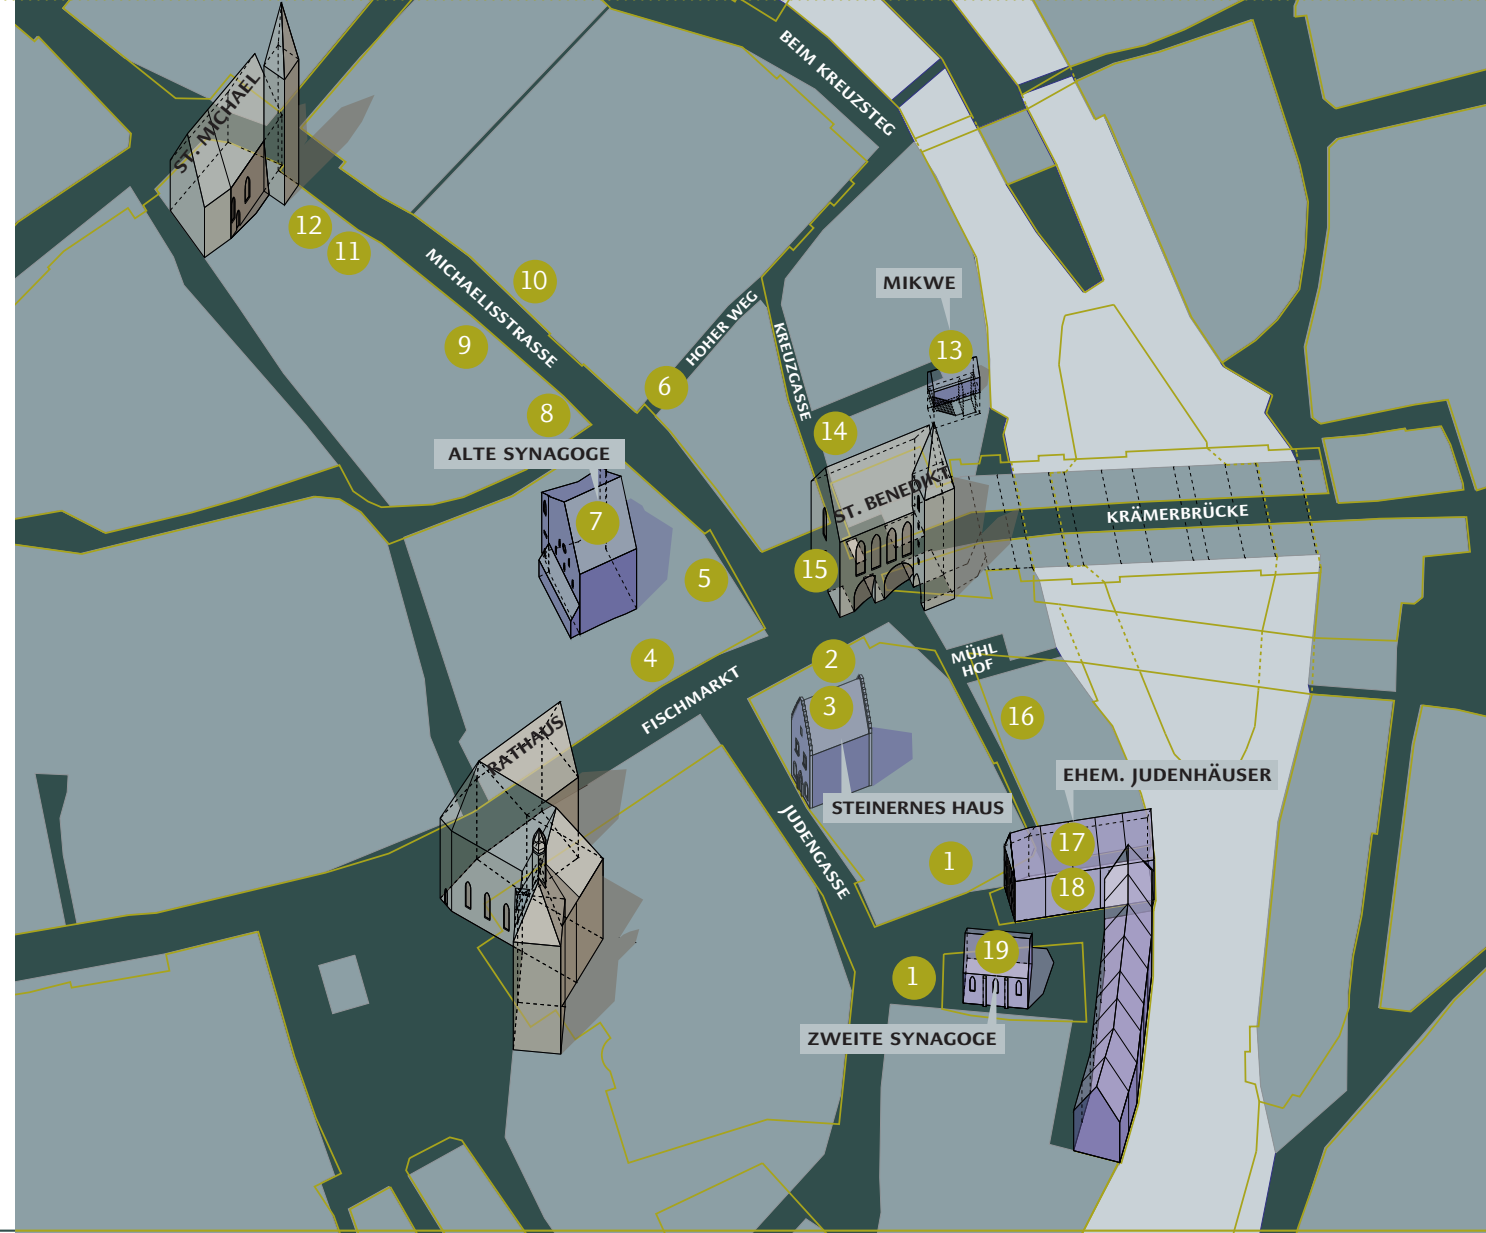 BEIM KREUZSTEG
ST. MICHAEL
12
11
MICHAELISSTRASSE
10
MIKWE
HOHER WEG
KREUZGASSE
9
13
6
8
14
ALTE SYNAGOGE
ST. BENEDIKT
7
KRÄMERBRÜCKE
15
5
4
2
MÜHL
HOF
FISCHMARKT
3
16
RATHAUS
EHEM. JUDENHÄUSER
STEINERNES HAUS
JUDENGASSE
17
1
18
19
1
ZWEITE SYNAGOGE